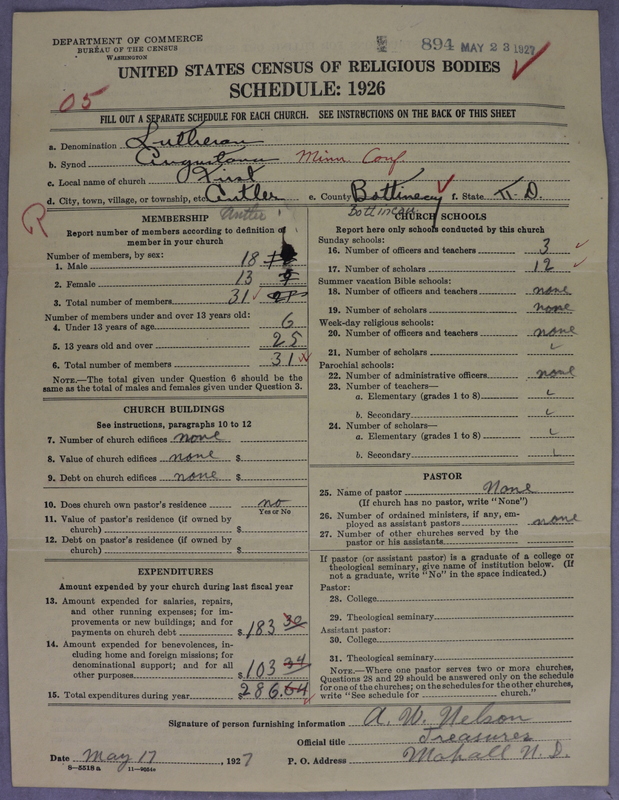 DEPARTMENT OF COMMERCE
BUREAU OF THE CENSUS
WASHINGTON
894 MAY 23 1927
UNITED STATES CENSUS OF RELIGIOUS BODIES
SCHEDULE: 1926
05
FILL OUT A SEPARATE SCHEDULE FOR EACH CHURCH. SEE INSTRUCTIONS ON THE BACK OF THIS SHEET
a. Denomination Lutheran
b. Synod Augustana Minn Conf
c. Local name of church First
d. City, town, village, or township, etc. Antler e. County Bottineau f. State N.D.
Antler Bottineau
R
MEMBERSHIP
Report number of members according to definition of
member in your church
Number of members, by sex:
1. Male 18
2. Female 13
3. Total number of members 31
Number of members under and over 13 years old:
4. Under 13 years of age 6
5. 13 years old and over 25
6. Total number of members 31
NOTE.—The total given under Question 6 should be the
same as the total of males and females given under Question 3.
CHURCH BUILDINGS
See instructions, paragraphs 10 to 12
7. Number of church edifices none
8. Value of church edifices none $
9. Debt on church edifices none $
10. Does church own pastor's residence no
Yes or No
11. Value of pastor's residence (if owned by
church) $
12. Debt on pastor's residence (if owned by
church) $
EXPENDITURES
Amount expended by your church during last fiscal year
13. Amount expended for salaries, repairs,
and other running expenses; for im-
provements or new buildings; and for
payments on church debt $ 183 30
14. Amount expended for benevolences, in-
cluding home and foreign missions; for
denominational support; and for all
other purposes $ 103 34
15. Total expenditures during year $ 286.64
CHURCH SCHOOLS
Report here only schools conducted by this church
Sunday schools:
16. Number of officers and teachers 3
17. Number of scholars 12
Summer vacation Bible schools:
18. Number of officers and teachers none
19. Number of scholars none
Week-day religious schools:
20. Number of officers and teachers none
21. Number of scholars
Parochial schools:
22. Number of administrative officers none
23. Number of teachers—
a. Elementary (grades 1 to 8)
b. Secondary
24. Number of scholars—
a. Elementary (grades 1 to 8)
b. Secondary
PASTOR
25. Name of pastor None
(If church has no pastor, write "None")
26. Number of ordained ministers, if any, em-
ployed as assistant pastors none
27. Number of other churches served by the
pastor or his assistants
If pastor (or assistant pastor) is a graduate of a college or
theological seminary, give name of institution below. (If
not a graduate, write "No" in the space indicated.)
Pastor:
28. College
29. Theological seminary
Assistant pastor:
30. College
31. Theological seminary
NOTE.—Where one pastor serves two or more churches,
Questions 28 and 29 should be answered only on the schedule
for one of the churches; on the schedules for the other churches,
write "See schedule for church."
Signature of person furnishing information A. W. Nelson
Official title Treasurer
Date May 17, 1927 P. O. Address Mohall N. D.
8—5518a 11—9054a